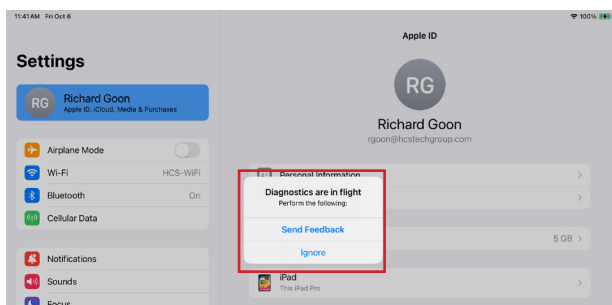 11:41 AM Fri Oct 6
100%
Apple ID
Settings
RG
Richard Goon
Apple ID, iCloud, Media & Purchases
RG
Richard Goon
rgoon@hcstechgroup.com
Airplane Mode
Wi-Fi
HCS-WiFi
Bluetooth
On
Cellular Data
Notifications
Sounds
Focus
Personal Information
Diagnostics are in flight
Perform the following:
Send Feedback
Ignore
5 GB
iPad
This iPad Pro